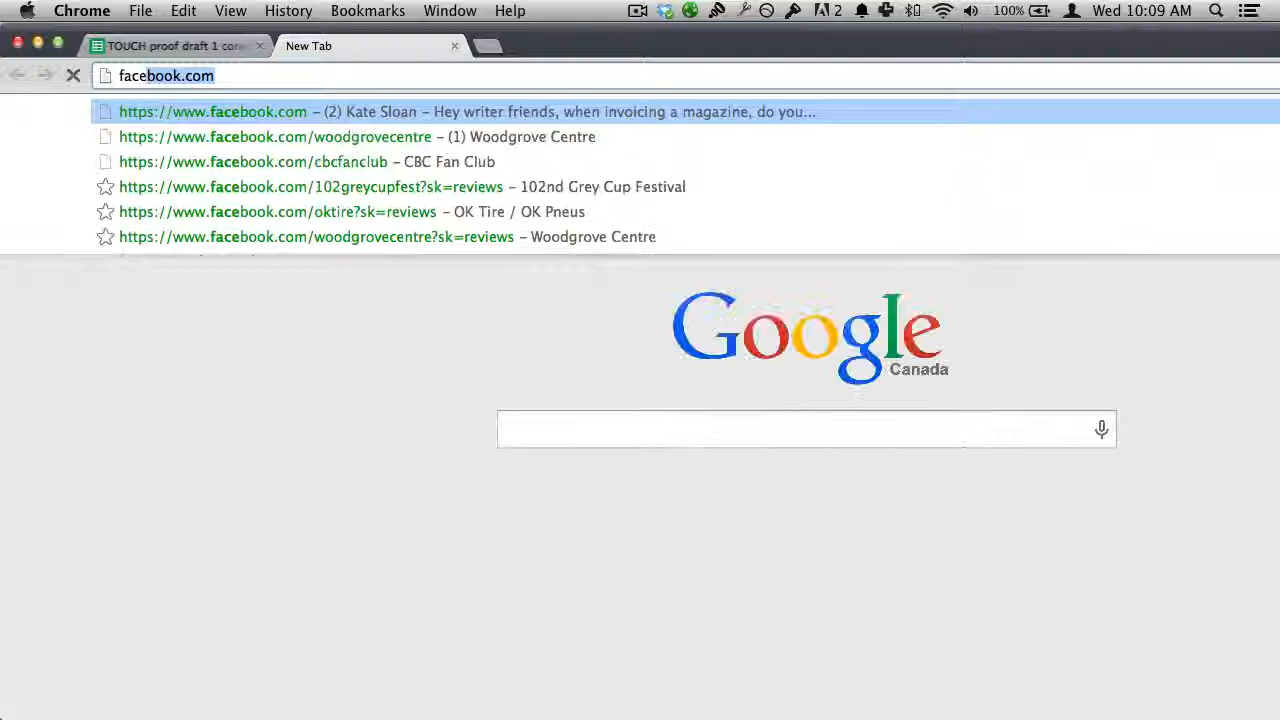 Chrome File Edit View History Bookmarks Window Help 2 100% Wed 10:09 AM
TOUCH proof draft 1 New Tab
facebook.com
https://www.facebook.com – (2) Kate Sloan – Hey writer friends, when invoicing a magazine, do you...
https://www.facebook.com/woodgrovecentre – (1) Woodgrove Centre
https://www.facebook.com/cbcfanclub – CBC Fan Club
https://www.facebook.com/102greycupfest?sk=reviews – 102nd Grey Cup Festival
https://www.facebook.com/oktire?sk=reviews – OK Tire / OK Pneus
https://www.facebook.com/woodgrovecentre?sk=reviews – Woodgrove Centre
Google
Canada